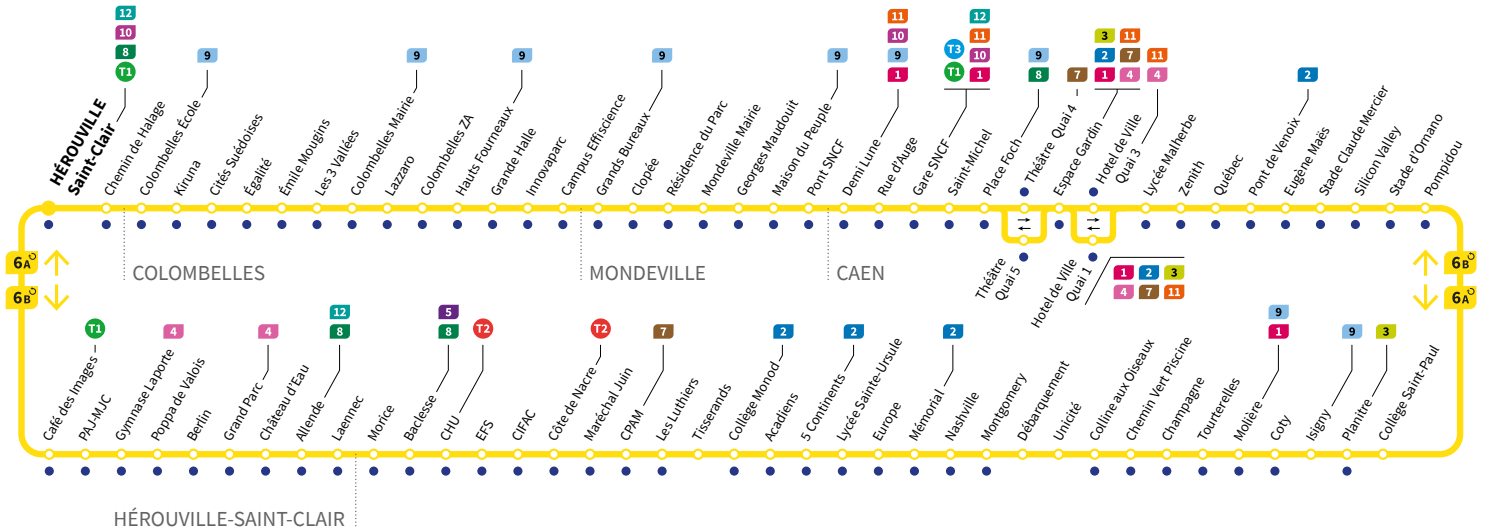 12
10
8
T1
9
9
9
9
9
11
10
9
1
T3
T1
12
11
10
1
9
8
7
3
2
1
11
7
4
11
4
2
HÉROUVILLE
Saint-Clair
Chemin de Halage
Colombelles École
Kiruna
Cités Suédoises
Égalité
Émile Mougins
Les 3 Vallées
Colombelles Mairie
Lazzaro
Colombelles ZA
Hauts Fourneaux
Grande Halle
Innovaparc
Campus Effiscience
Grands Bureaux
Clopée
Résidence du Parc
Mondeville Mairie
Georges Maudouit
Maison du Peuple
Pont SNCF
Demi Lune
Rue d'Auge
Gare SNCF
Saint-Michel
Place Foch
Théâtre Quai 4
Espace Gardin
Hotel de Ville
Quai 3
Lycée Malherbe
Zenith
Québec
Pont de Venoix
Eugène Maës
Stade Claude Mercier
Silicon Valley
Stade d'Ornano
Pompidou
6A
6B
COLOMBELLES
MONDEVILLE
CAEN
Théâtre
Quai 5
Hotel de Ville
Quai 1
1 2 3
4 7 11
6B
6A
T1
4
4
12
8
5
8
T2
T2
7
2
2
2
9
1
9
3
Café des Images
PAJ-MJC
Gymnase Laporte
Poppa de Valois
Berlin
Grand Parc
Château d'Eau
Allende
Laennec
Morice
Baclesse
CHU
EFS
CIFAC
Côte de Nacre
Maréchal Juin
CPAM
Les Luthiers
Tisserands
Collège Monod
Acadiens
5 Continents
Lycée Sainte-Ursule
Europe
Mémorial
Nashville
Montgomery
Débarquement
Unicité
Colline aux Oiseaux
Chemin Vert Piscine
Champagne
Tourterelles
Molière
Coty
Isigny
Planitre
Collège Saint-Paul
HÉROUVILLE-SAINT-CLAIR